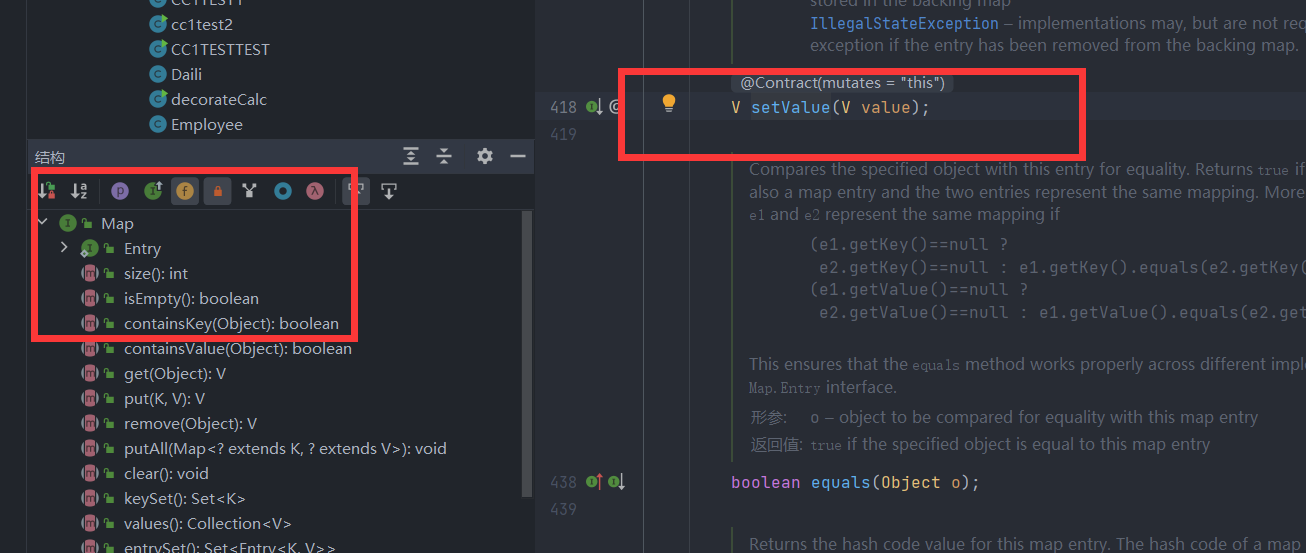 CC1TEST1
cc1test2
CC1TESTTEST
Daili
decorateCalc
Employee
结构
Map
Entry
size(): int
isEmpty(): boolean
containsKey(Object): boolean
containsValue(Object): boolean
get(Object): V
put(K, V): V
remove(Object): V
putAll(Map<? extends K, ? extends V>): void
clear(): void
keySet(): Set<K>
values(): Collection<V>
entrySet(): Set<Entry<K, V>>
stored in the backing map
IllegalStateException – implementations may, but are not req
exception if the entry has been removed from the backing map.
@Contract(mutates = "this")
418 V setValue(V value);
419
Compares the specified object with this entry for equality. Returns true if
also a map entry and the two entries represent the same mapping. More
e1 and e2 represent the same mapping if
(e1.getKey()==null ?
e2.getKey()==null : e1.getKey().equals(e2.getKey(
(e1.getValue()==null ?
e2.getValue()==null : e1.getValue().equals(e2.get
This ensures that the equals method works properly across different impl
Map.Entry interface.
形参: o – object to be compared for equality with this map entry
返回值: true if the specified object is equal to this map entry
438 boolean equals(Object o);
439
Returns the hash code value for this map entry. The hash code of a map